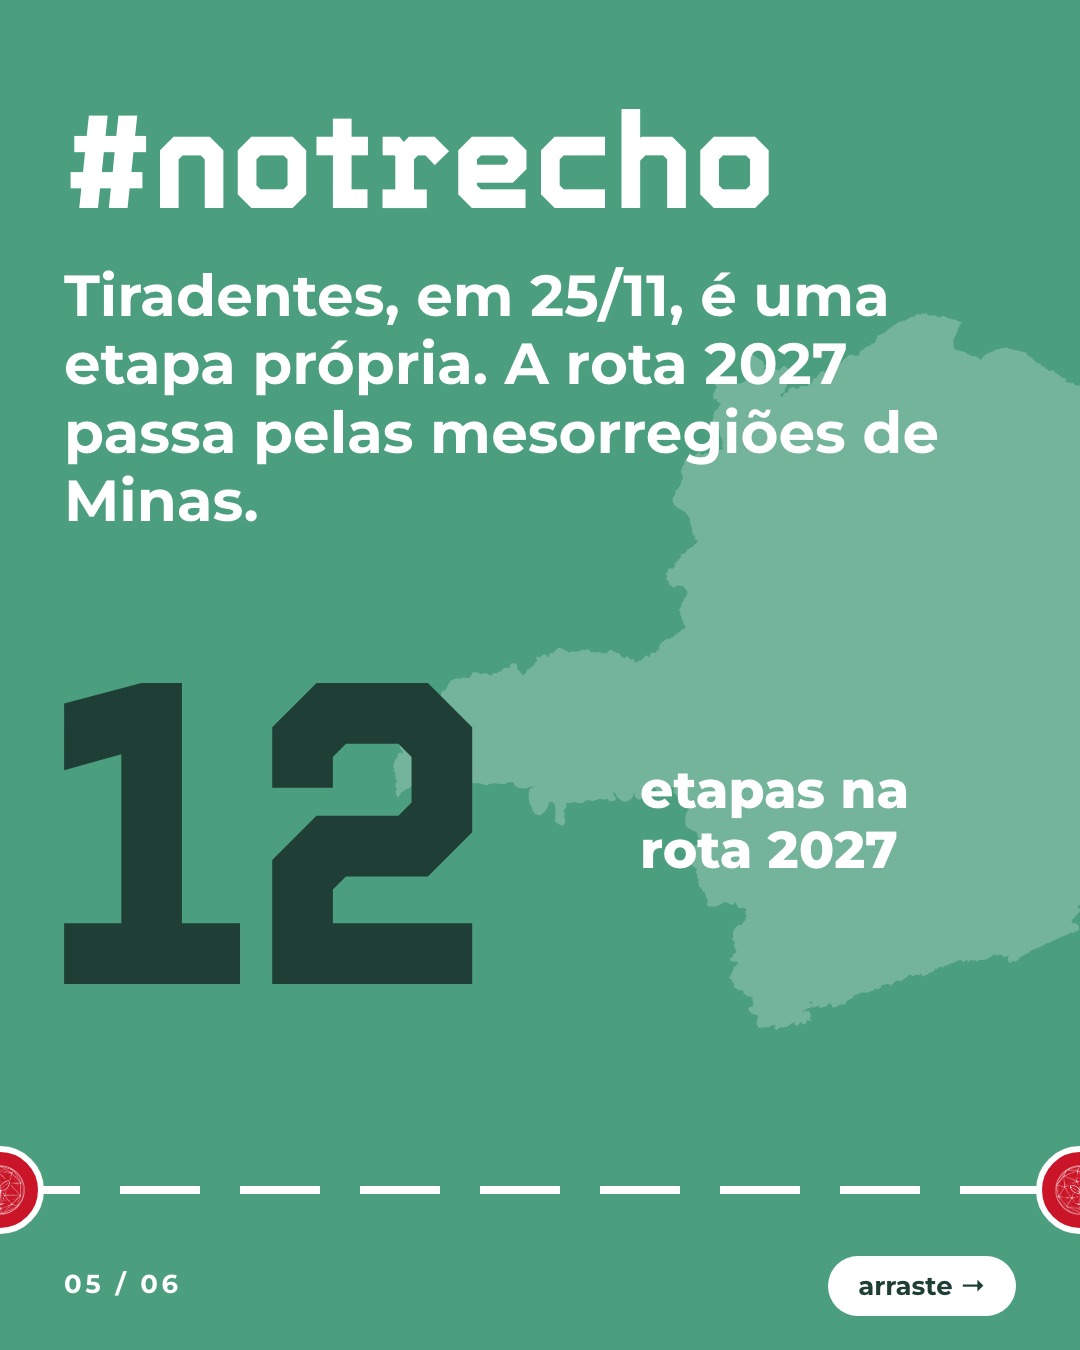 #notrecho
Tiradentes, em 25/11, é uma
etapa própria. A rota 2027
passa pelas mesorregiões de
Minas.
12
etapas na
rota 2027
05 / 06
arraste →